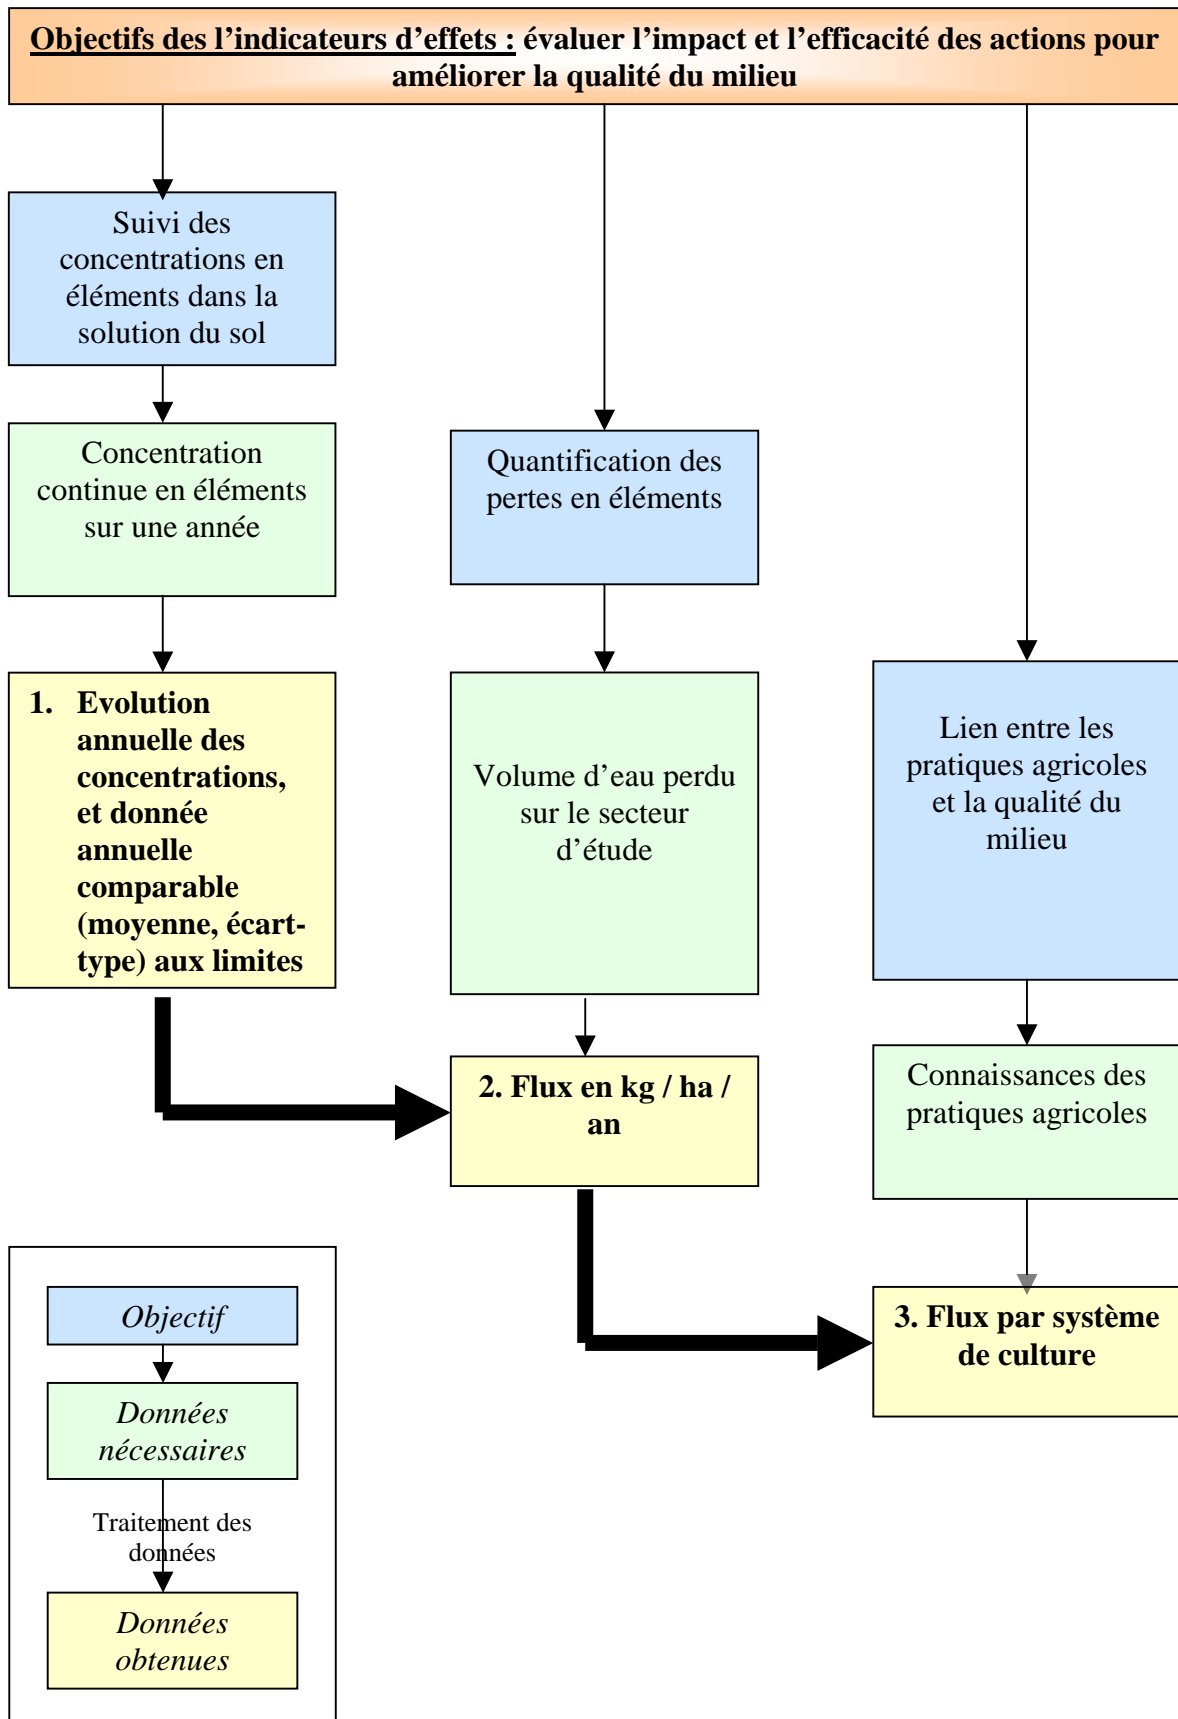 Objectifs des l’indicateurs d’effets : évaluer l’impact et l’efficacité des actions pour
améliorer la qualité du milieu
Suivi des
concentrations en
éléments dans la
solution du sol
Concentration
continue en éléments
sur une année
1. Evolution
annuelle des
concentrations,
et donnée
annuelle
comparable
(moyenne, écart-
type) aux limites
Quantification des
pertes en éléments
Volume d’eau perdu
sur le secteur
d’étude
2. Flux en kg / ha /
an
Lien entre les
pratiques agricoles
et la qualité du
milieu
Connaissances des
pratiques agricoles
3. Flux par système
de culture
Objectif
Données
nécessaires
Traitement des
données
Données
obtenues